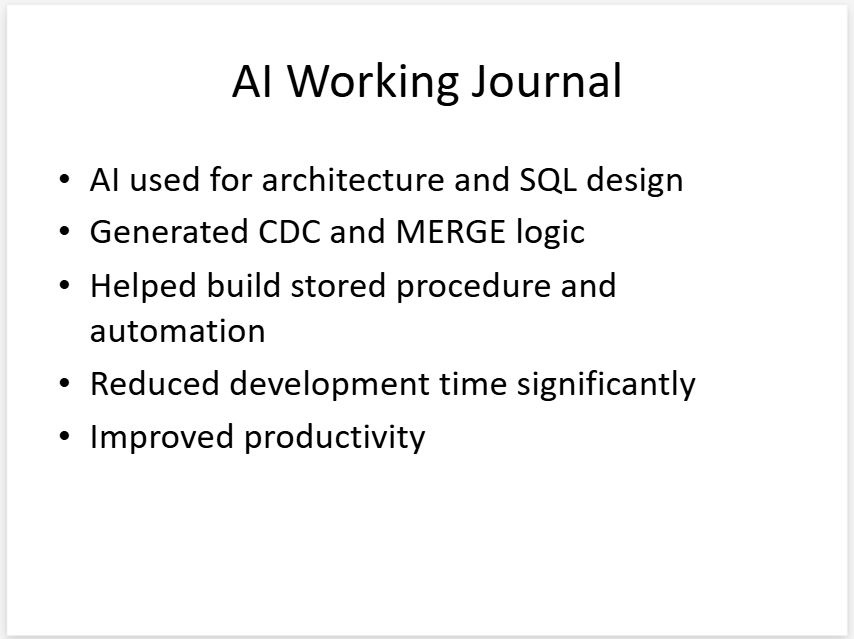 AI Working Journal
• AI used for architecture and SQL design
• Generated CDC and MERGE logic
• Helped build stored procedure and
automation
• Reduced development time significantly
• Improved productivity